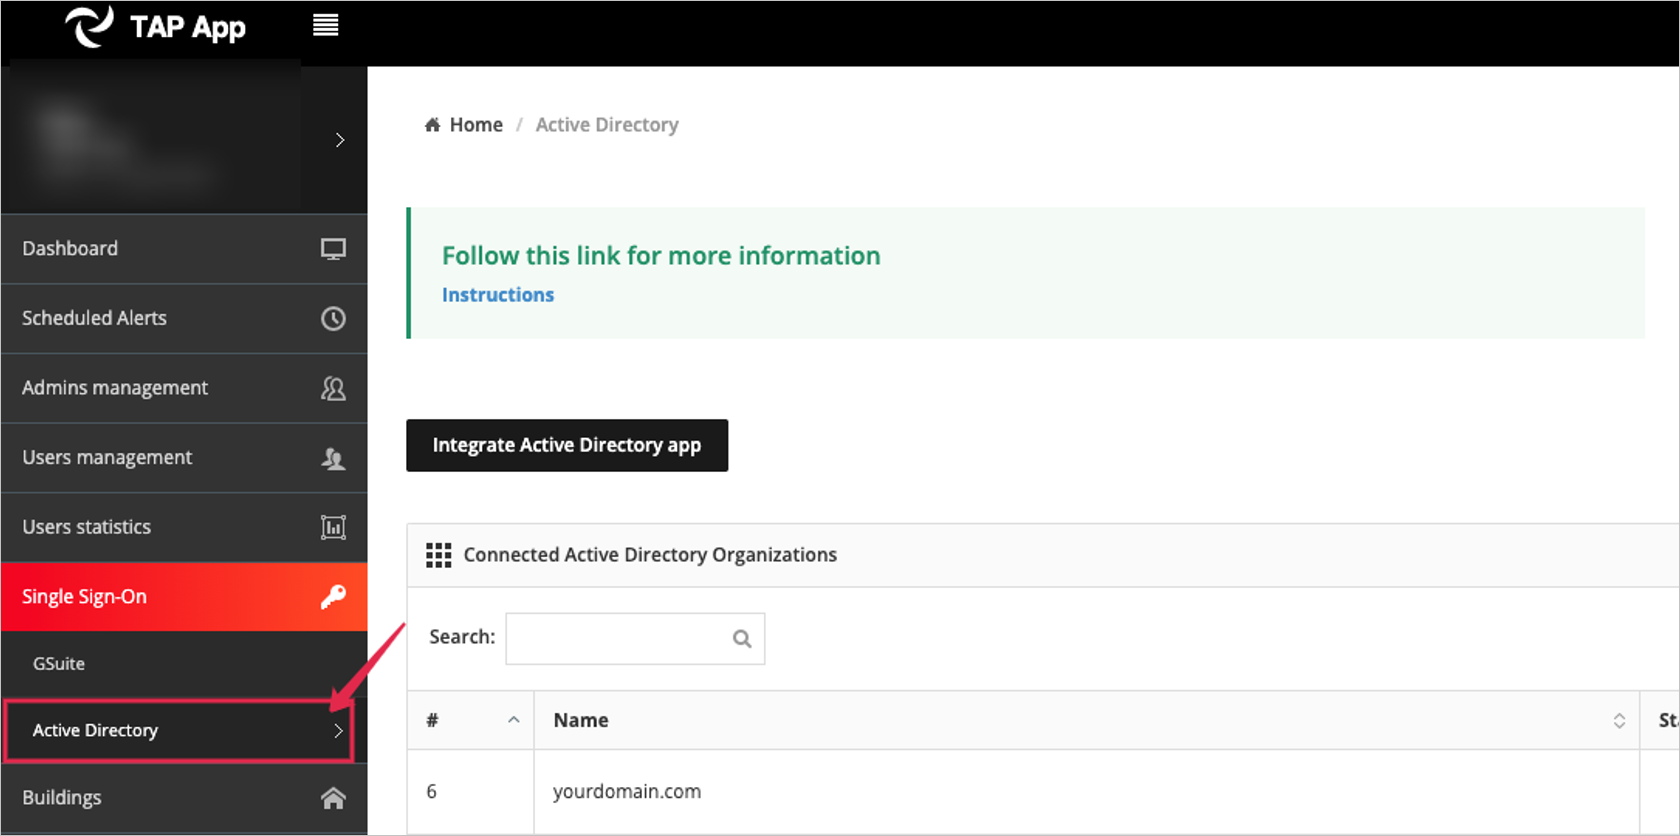 TAP App
Home / Active Directory
Follow this link for more information
Instructions
Dashboard
Scheduled Alerts
Admins management
Users management
Users statistics
Single Sign-On
GSuite
Active Directory
Buildings
Integrate Active Directory app
Connected Active Directory Organizations
Search:
# Name
6 yourdomain.com